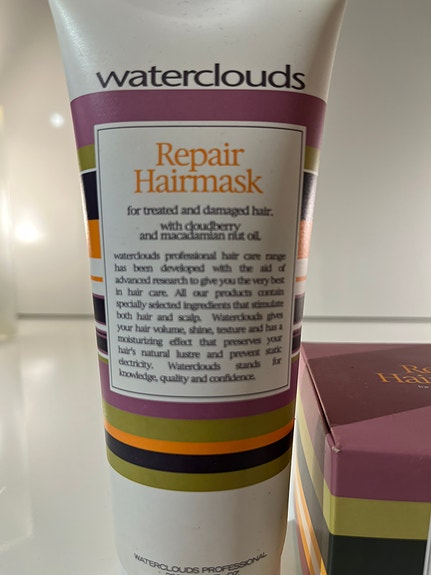 waterclouds
Repair
Hairmask
for treated and damaged hair.
with cloudberry
and macadamian nut oil.
waterclouds professional hair care range
has been developed with the aid of
advanced research to give you the very best
in hair care. All our products contain
specially selected ingredients that stimulate
both hair and scalp. Waterclouds gives
your hair volume, shine, texture and has a
moisturizing effect that preserves your
hair's natural lustre and prevent static
electricity. Waterclouds stands for
knowledge, quality and confidence.
WATERCLOUDS PROFESSIONAL
Re
Hair